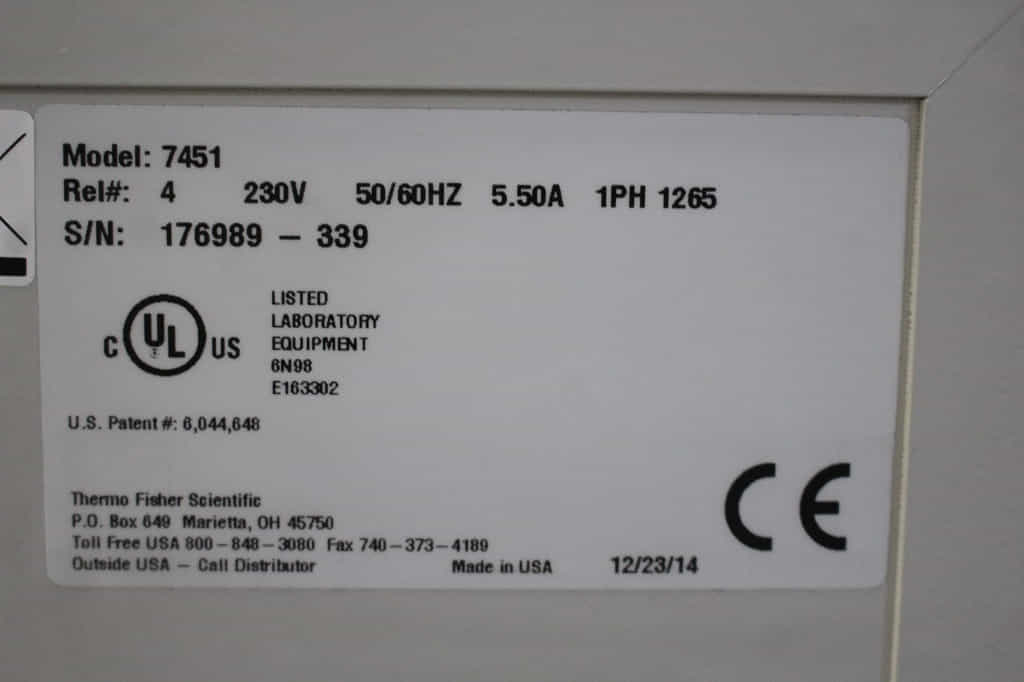 Model: 7451
Rel#: 4 230V 50/60HZ 5.50A 1PH 1265
S/N: 176989 – 339
C UL US
LISTED
LABORATORY
EQUIPMENT
6N98
E163302
U.S. Patent #: 6,044,648
Thermo Fisher Scientific
P.O. Box 649 Marietta, OH 45750
Toll Free USA 800–848–3080 Fax 740–373–4189
Outside USA – Call Distributor Made in USA 12/23/14
CE